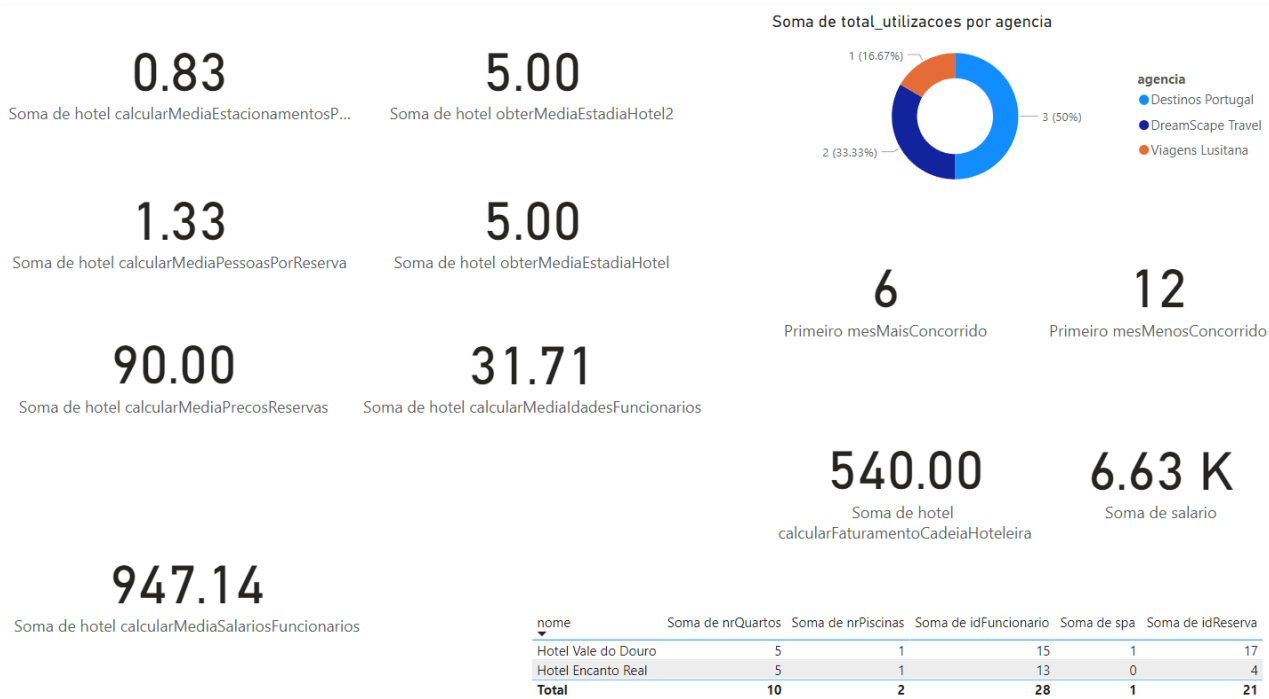 0.83
Soma de hotel calcularMediaEstacionamentosP...
5.00
Soma de hotel obterMediaEstadiaHotel2
Soma de total_utilizacoes por agencia
1 (16.67%)
2 (33.33%)
3 (50%)
agencia
Destinos Portugal
DreamScape Travel
Viagens Lusitana
1.33
Soma de hotel calcularMediaPessoasPorReserva
5.00
Soma de hotel obterMediaEstadiaHotel
6
Primeiro mesMaisConcorrido
12
Primeiro mesMenosConcorrido
90.00
Soma de hotel calcularMediaPrecosReservas
31.71
Soma de hotel calcularMediaIdadesFuncionarios
540.00
Soma de hotel
calcularFaturamentoCadeiaHoteleira
6.63 K
Soma de salario
947.14
Soma de hotel calcularMediaSalariosFuncionarios
nome Soma de nrQuartos Soma de nrPiscinas Soma de idFuncionario Soma de spa Soma de idReserva
Hotel Vale do Douro 5 1 15 1 17
Hotel Encanto Real 5 1 13 0 4
Total 10 2 28 1 21